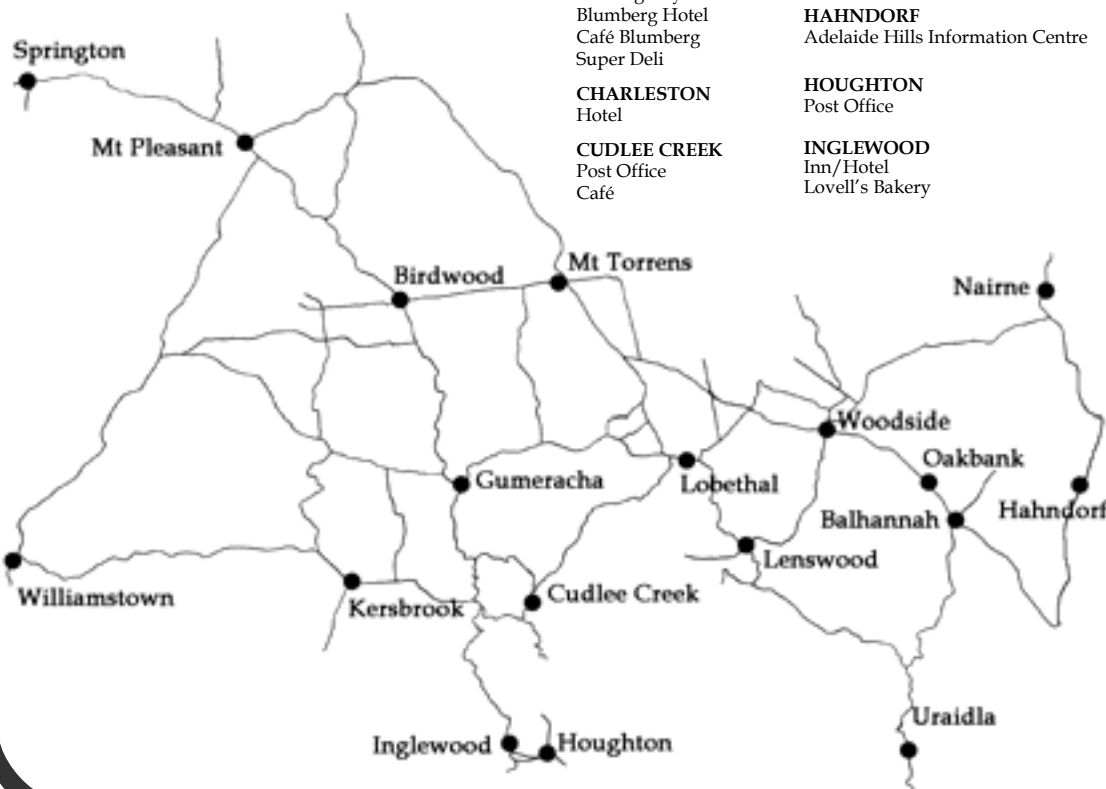 Blumberg Hotel
Café Blumberg
Super Deli
CHARLESTON
Hotel
CUDLEE CREEK
Post Office
Café
HAHNDORF
Adelaide Hills Information Centre
HOUGHTON
Post Office
INGLEWOOD
Inn/Hotel
Lovell's Bakery
Springton
Mt Pleasant
Birdwood
Mt Torrens
Nairne
Woodside
Oakbank
Gumeracha
Lobethal
Hahndorf
Balhannah
Lenswood
Williamstown
Kersbrook
Cudlee Creek
Uraidla
Inglewood
Houghton